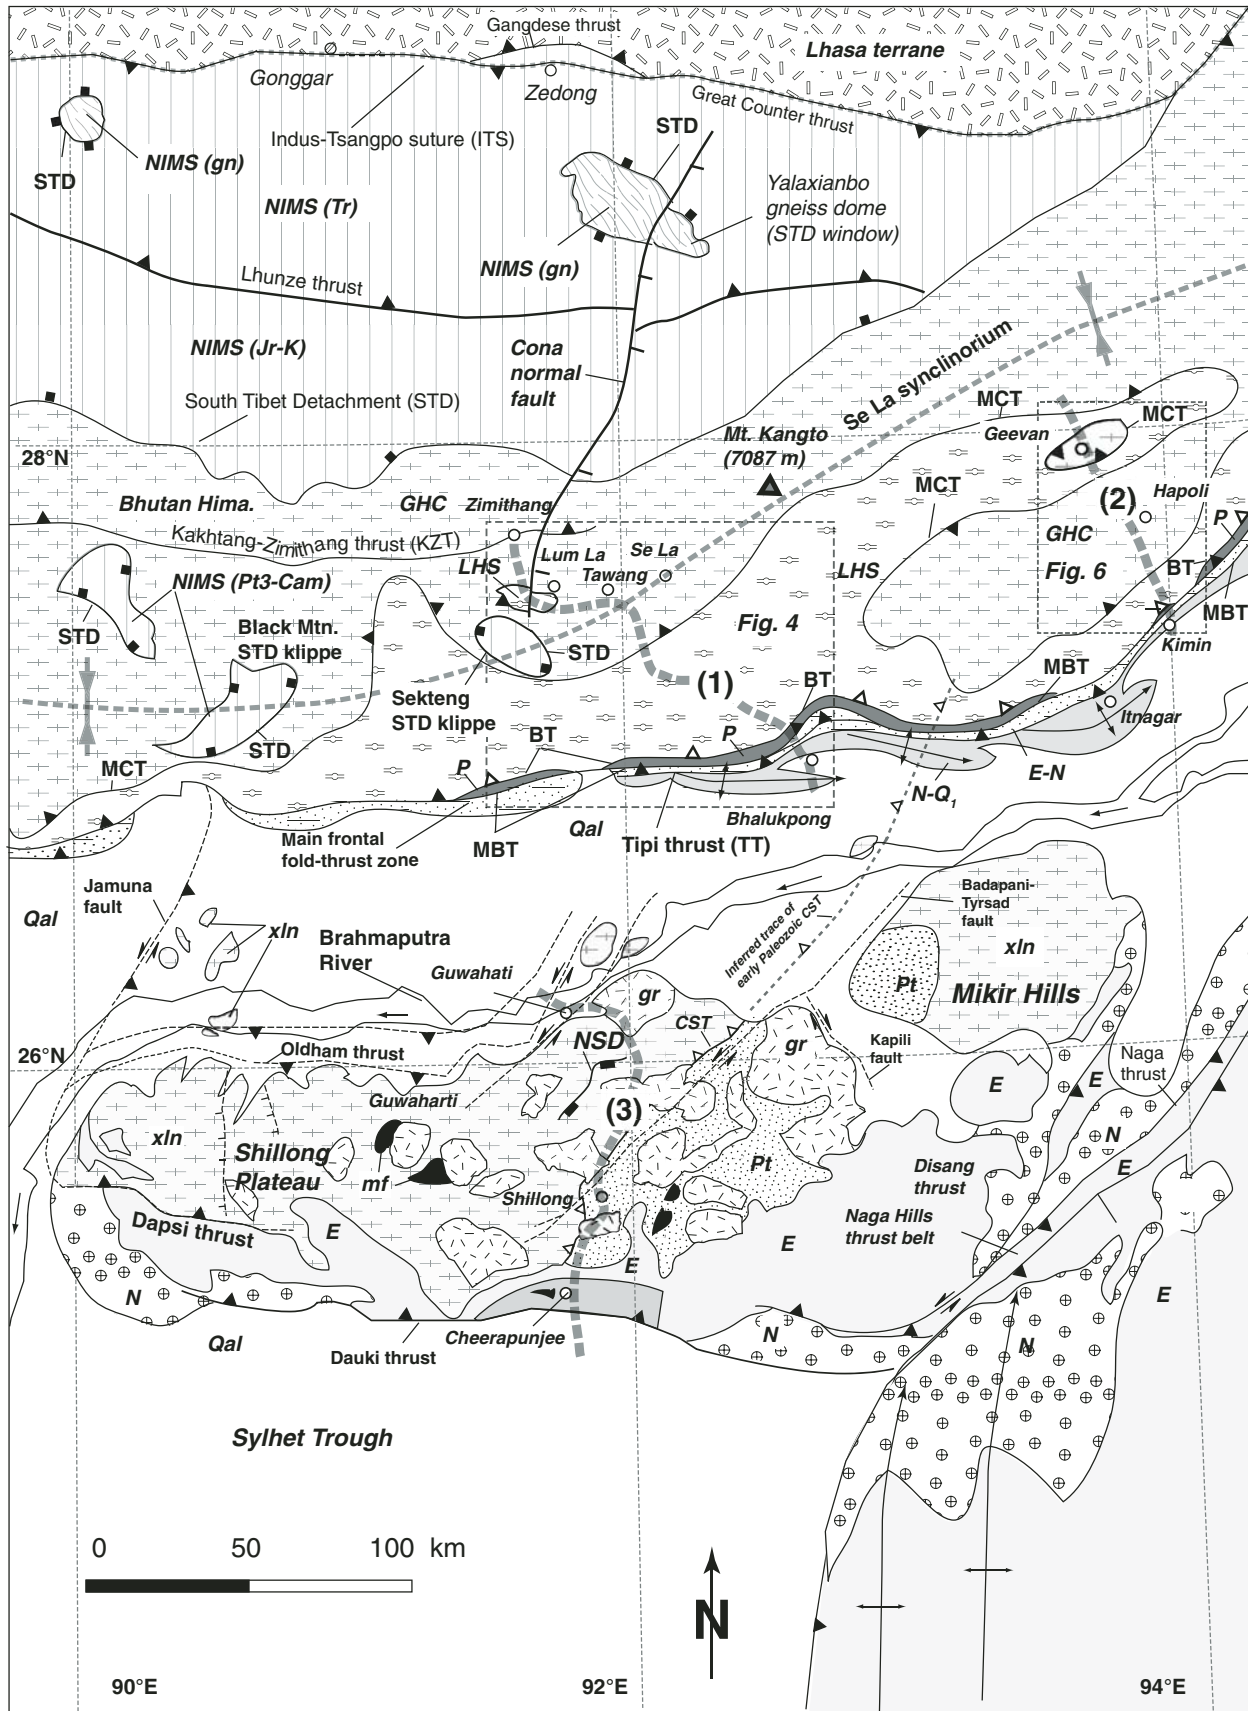 Gangdese thrust
Lhasa terrane
Gonggar
Zedong
Great Counter thrust
Indus-Tsangpo suture (ITS)
STD
NIMS (gn)
STD
Yalaxianbo
gneiss dome
(STD window)
NIMS (Tr)
NIMS (gn)
Lhunze thrust
NIMS (Jr-K)
Cona
normal
fault
Se La synclinorium
South Tibet Detachment (STD)
MCT
MCT
Geevan
Mt. Kangto
(7087 m)
28°N
MCT
(2)
Hapoli
Bhutan Hima.
GHC
Zimithang
P
Kakhtang-Zimithang thrust (KZT)
GHC
Lum La
Se La
LHS
Tawang
LHS
Fig. 6
BT
NIMS (Pt3-Cam)
MBT
STD
Black Mtn.
STD klippe
Fig. 4
Kimin
STD
MBT
(1)
BT
Sekteng
STD klippe
Itnagar
STD
BT
P
MCT
P
E-N
N-Q1
Bhalukpong
Qal
Main frontal
fold-thrust zone
MBT
Tipi thrust (TT)
Jamuna
fault
Badapani-
Tyrsad
fault
Qal
xln
Inferred trace of
early Paleozoic CST
xln
Brahmaputra
River
Guwahati
Pt
Mikir Hills
gr
CST
NSD
gr
Kapili
fault
26°N
Oldham thrust
Naga
thrust
E
E
Guwaharti
(3)
xln
N
Shillong
Plateau
mf
Pt
E
Disang
thrust
Shillong
Dapsi thrust
E
Naga Hills
thrust belt
E
E
N
E
Cheerapunjee
N
N
Qal
Dauki thrust
Sylhet Trough
0 50 100 km
N
90°E
92°E
94°E